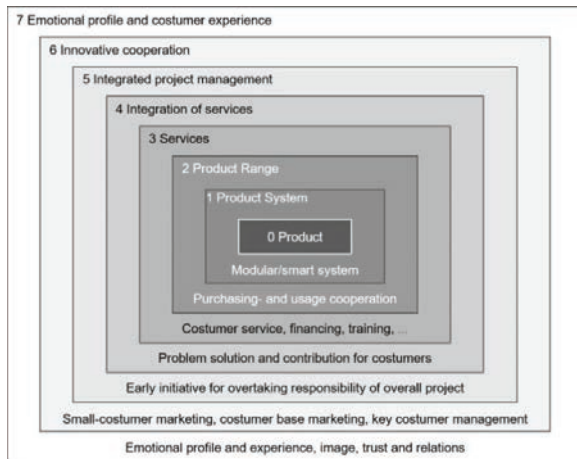 7 Emotional profile and costumer experience
6 Innovative cooperation
5 Integrated project management
4 Integration of services
3 Services
2 Product Range
1 Product System
0 Product
Modular/smart system
Purchasing- and usage cooperation
Costumer service, financing, training, ...
Problem solution and contribution for costumers
Early initiative for overtaking responsibility of overall project
Small-costumer marketing, costumer base marketing, key costumer management
Emotional profile and experience, image, trust and relations